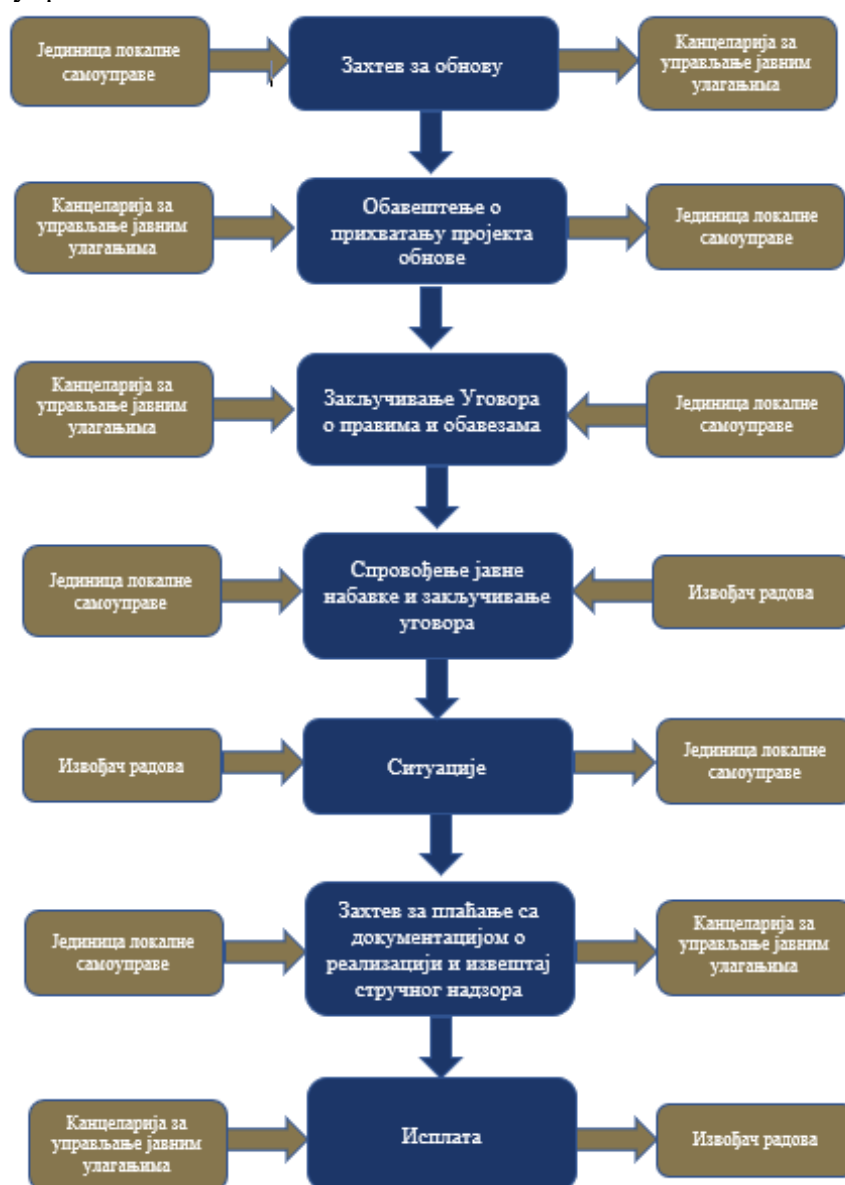 Јединица локалне
самоуправе
Захтев за обнову
Канцеларија за
управљање јавним
улагањима
Канцеларија за
управљање јавним
улагањима
Обавештење о
прихватању пројекта
обнове
Јединица локалне
самоуправе
Канцеларија за
управљање јавним
улагањима
Закључивање Уговора
о правима и обавезама
Јединица локалне
самоуправе
Јединица локалне
самоуправе
Спровођење јавне
набавке и закључивање
уговора
Извођач радова
Извођач радова
Ситуације
Јединица локалне
самоуправе
Јединица локалне
самоуправе
Захтев за плаћање са
документацијом о
реализацији и извештај
стручног надзора
Канцеларија за
управљање јавним
улагањима
Канцеларија за
управљање јавним
улагањима
Исплата
Извођач радова